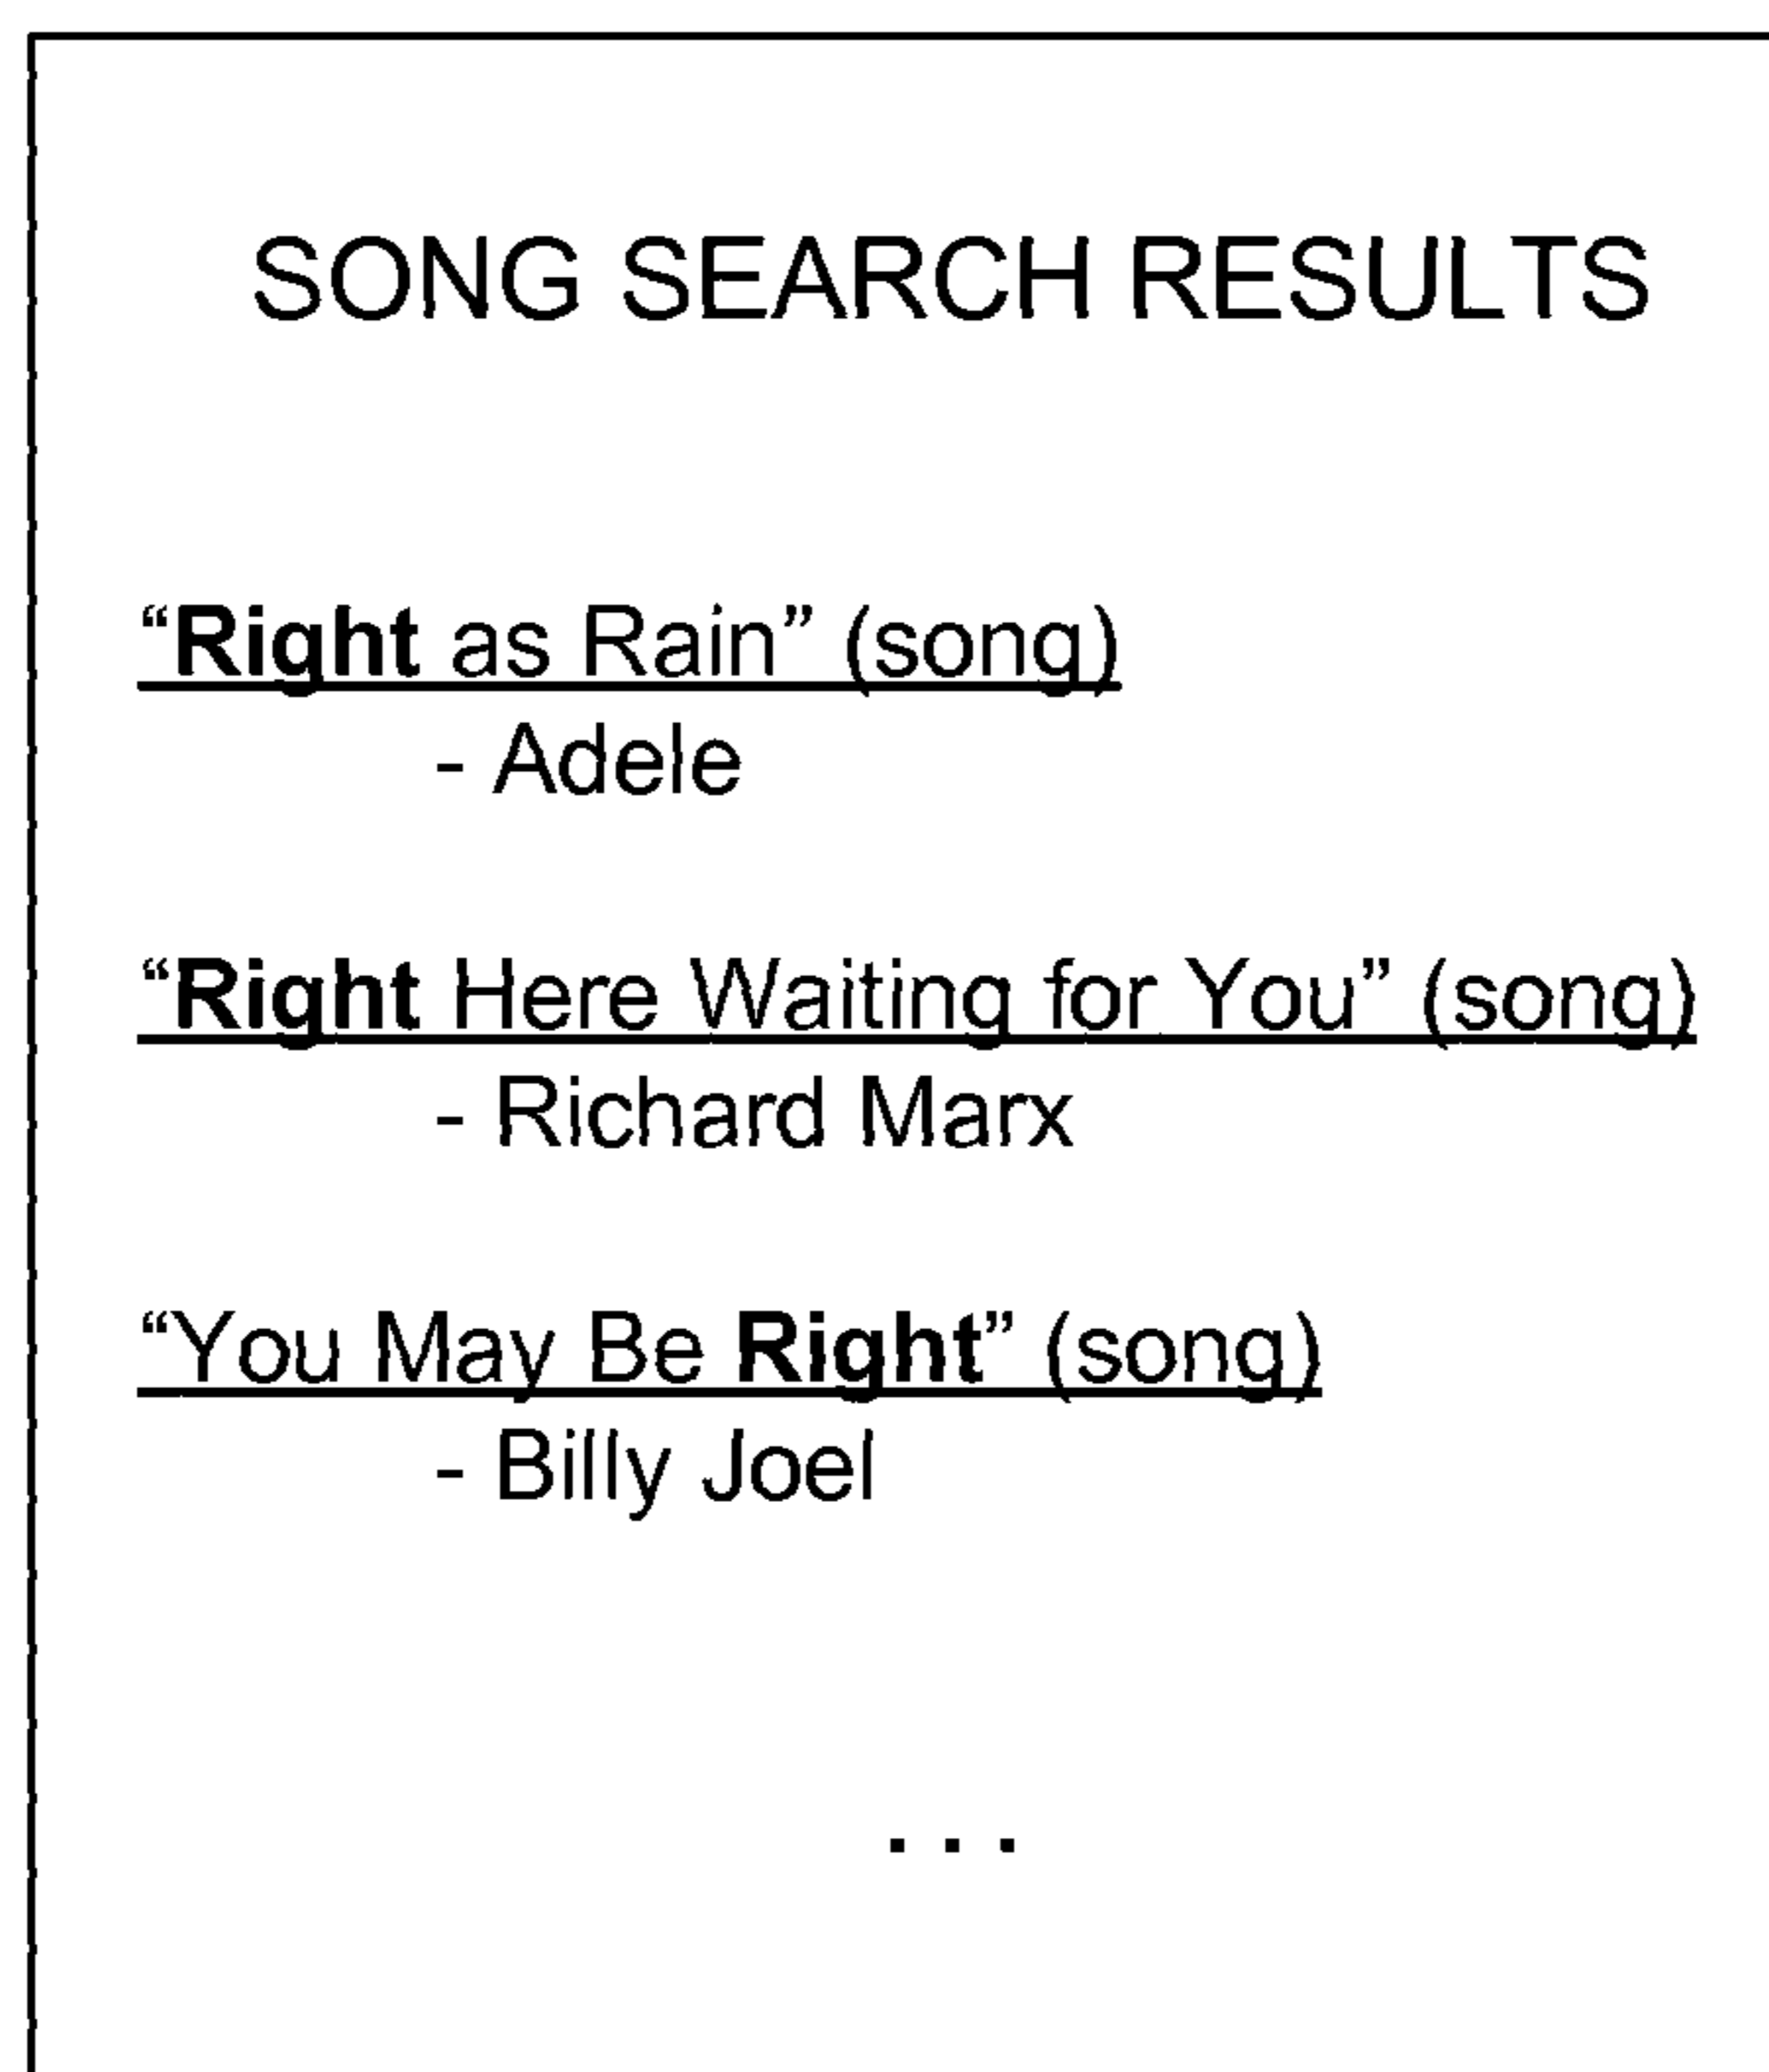 SONG SEARCH RESULTS
“Right as Rain” (song)
- Adele
“Right Here Waiting for You” (song)
- Richard Marx
“You May Be Right” (song)
- Billy Joel
. . .